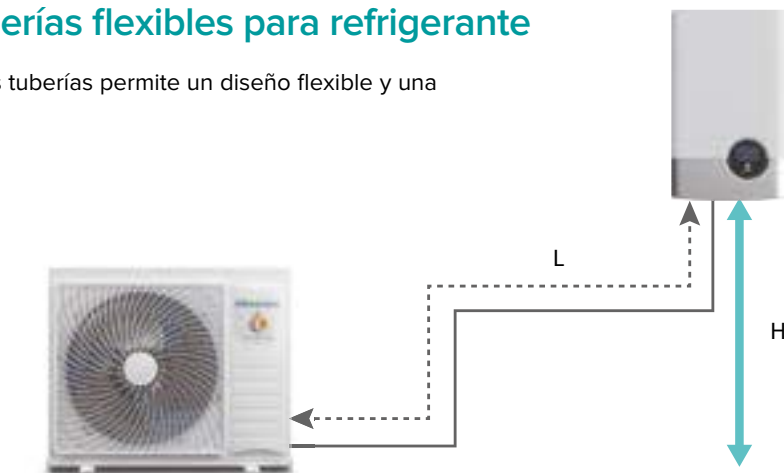 erías flexibles para refrigerante
s tuberías permite un diseño flexible y una
L
H